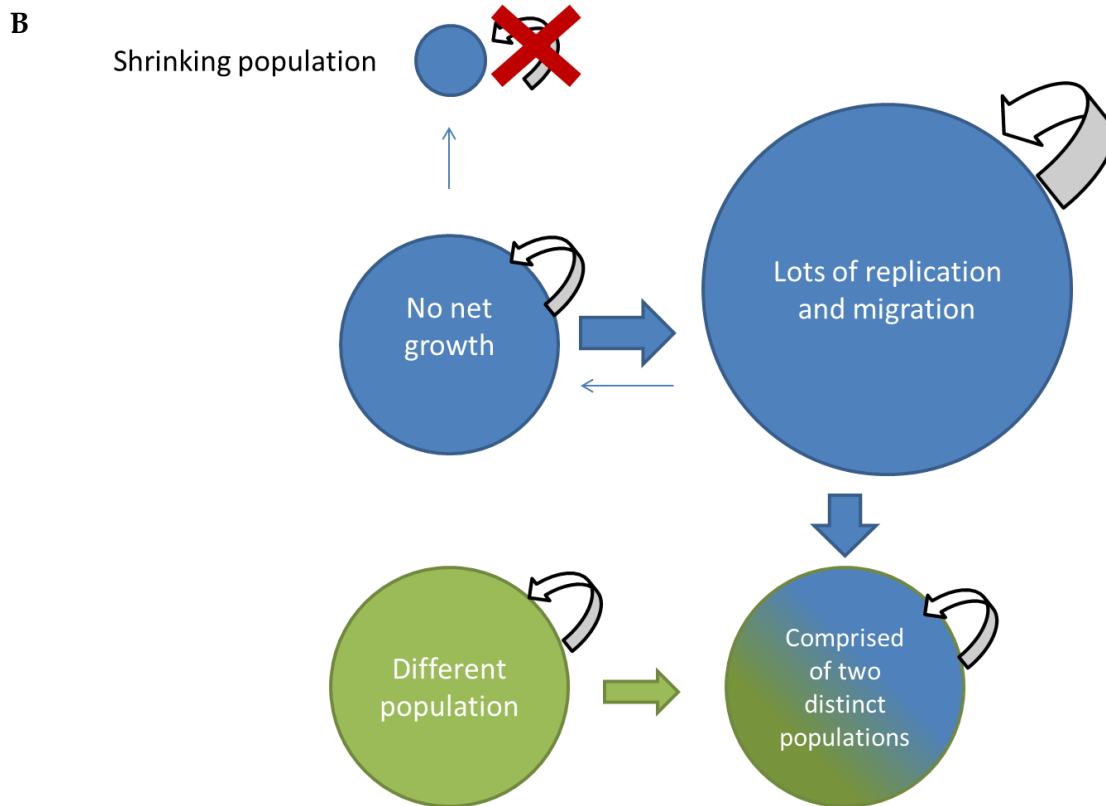 B
Shrinking population
Lots of replication
and migration
No net
growth
Different
population
Comprised
of two
distinct
populations